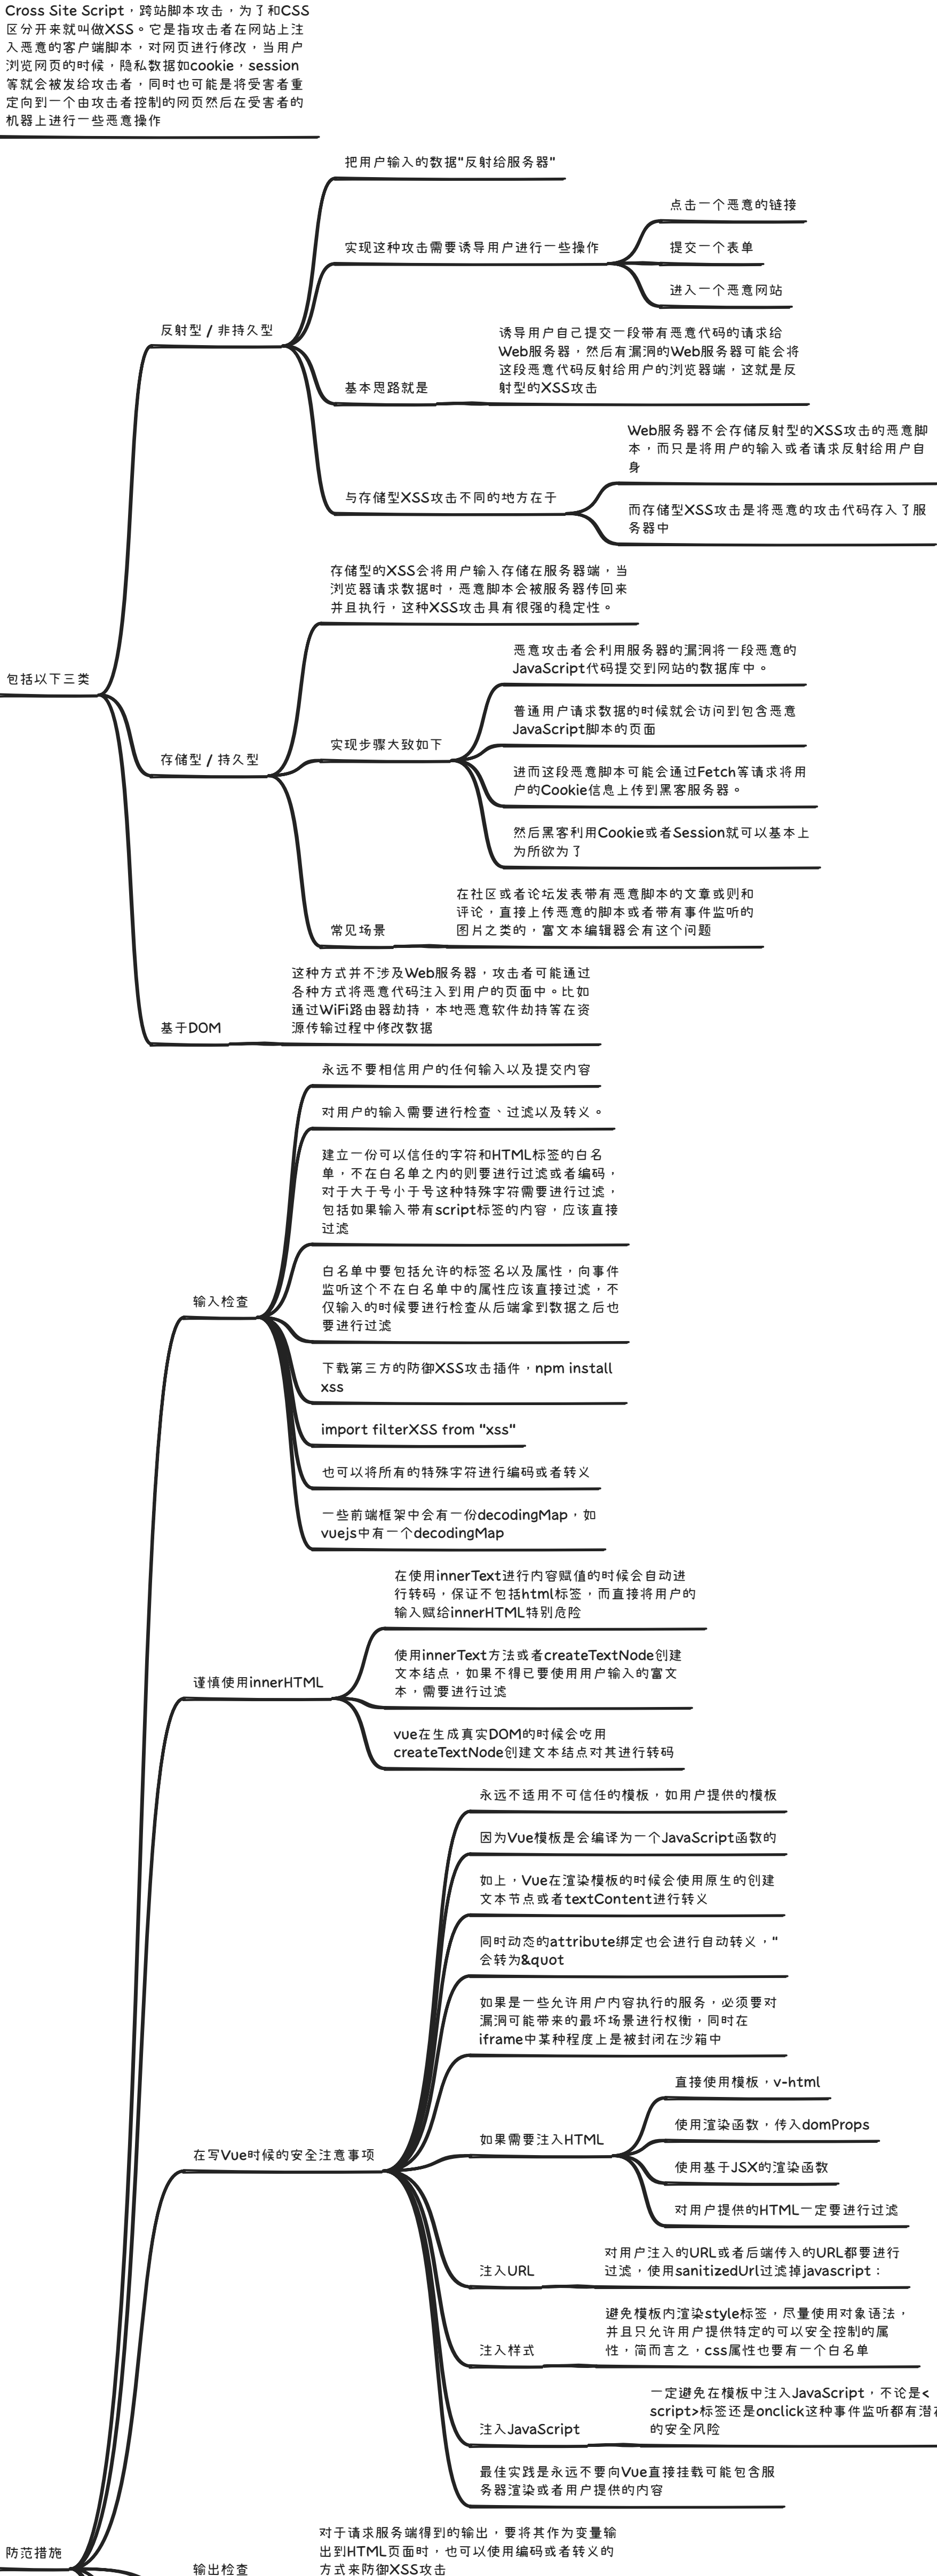 Cross Site Script，跨站脚本攻击，为了和CSS
区分开来就叫做XSS。它是指攻击者在网站上注
入恶意的客户端脚本，对网页进行修改，当用户
浏览网页的时候，隐私数据如cookie，session
等就会被发给攻击者，同时也可能是将受害者重
定向到一个由攻击者控制的网页然后在受害者的
机器上进行一些恶意操作
把用户输入的数据"反射给服务器"
点击一个恶意的链接
实现这种攻击需要诱导用户进行一些操作
提交一个表单
进入一个恶意网站
反射型 / 非持久型
诱导用户自己提交一段带有恶意代码的请求给
Web服务器，然后有漏洞的Web服务器可能会将
这段恶意代码反射给用户的浏览器端，这就是反
射型的XSS攻击
基本思路就是
Web服务器不会存储反射型的XSS攻击的恶意脚
本，而只是将用户的输入或者请求反射给用户自
身
与存储型XSS攻击不同的地方在于
而存储型XSS攻击是将恶意的攻击代码存入了服
务器中
存储型的XSS会将用户输入存储在服务器端，当
浏览器请求数据时，恶意脚本会被服务器传回来
并且执行，这种XSS攻击具有很强的稳定性。
包括以下三类
恶意攻击者会利用服务器的漏洞将一段恶意的
JavaScript代码提交到网站的数据库中。
普通用户请求数据的时候就会访问到包含恶意
JavaScript脚本的页面
存储型 / 持久型
实现步骤大致如下
进而这段恶意脚本可能会通过Fetch等请求将用
户的Cookie信息上传到黑客服务器。
然后黑客利用Cookie或者Session就可以基本上
为所欲为了
在社区或者论坛发表带有恶意脚本的文章或则和
评论，直接上传恶意的脚本或者带有事件监听的
图片之类的，富文本编辑器会有这个问题
常见场景
这种方式并不涉及Web服务器，攻击者可能通过
各种方式将恶意代码注入到用户的页面中。比如
通过WiFi路由器劫持，本地恶意软件劫持等在资
源传输过程中修改数据
基于DOM
永远不要相信用户的任何输入以及提交内容
对用户的输入需要进行检查、过滤以及转义。
建立一份可以信任的字符和HTML标签的白名
单，不在白名单之内的则要进行过滤或者编码，
对于大于号小于号这种特殊字符需要进行过滤，
包括如果输入带有script标签的内容，应该直接
过滤
输入检查
白名单中要包括允许的标签名以及属性，向事件
监听这个不在白名单中的属性应该直接过滤，不
仅输入的时候要进行检查从后端拿到数据之后也
要进行过滤
下载第三方的防御XSS攻击插件，npm install
xss
import filterXSS from "xss"
也可以将所有的特殊字符进行编码或者转义
一些前端框架中会有一份decodingMap，如
vuejs中有一个decodingMap
在使用innerText进行内容赋值的时候会自动进
行转码，保证不包括html标签，而直接将用户的
输入赋给innerHTML特别危险
谨慎使用innerHTML
使用innerText方法或者createTextNode创建
文本结点，如果不得已要使用用户输入的富文
本，需要进行过滤
vue在生成真实DOM的时候会吃用
createTextNode创建文本结点对其进行转码
永远不适用不可信任的模板，如用户提供的模板
因为Vue模板是会编译为一个JavaScript函数的
如上，Vue在渲染模板的时候会使用原生的创建
文本节点或者textContent进行转义
同时动态的attribute绑定也会进行自动转义，"
会转为&quot
如果是一些允许用户内容执行的服务，必须要对
漏洞可能带来的最坏场景进行权衡，同时在
iframe中某种程度上是被封闭在沙箱中
在写Vue时候的安全注意事项
直接使用模板，v-html
使用渲染函数，传入domProps
如果需要注入HTML
使用基于JSX的渲染函数
对用户提供的HTML一定要进行过滤
对用户注入的URL或者后端传入的URL都要进行
过滤，使用sanitizedUrl过滤掉javascript：
注入URL
避免模板内渲染style标签，尽量使用对象语法，
并且只允许用户提供特定的可以安全控制的属
性，简而言之，css属性也要有一个白名单
注入样式
一定避免在模板中注入JavaScript，不论是<
script>标签还是onclick这种事件监听都有潜在
的安全风险
注入JavaScript
最佳实践是永远不要向Vue直接挂载可能包含服
务器渲染或者用户提供的内容
防范措施
对于请求服务端得到的输出，要将其作为变量输
出到HTML页面时，也可以使用编码或者转义的
方式来防御XSS攻击
输出检查